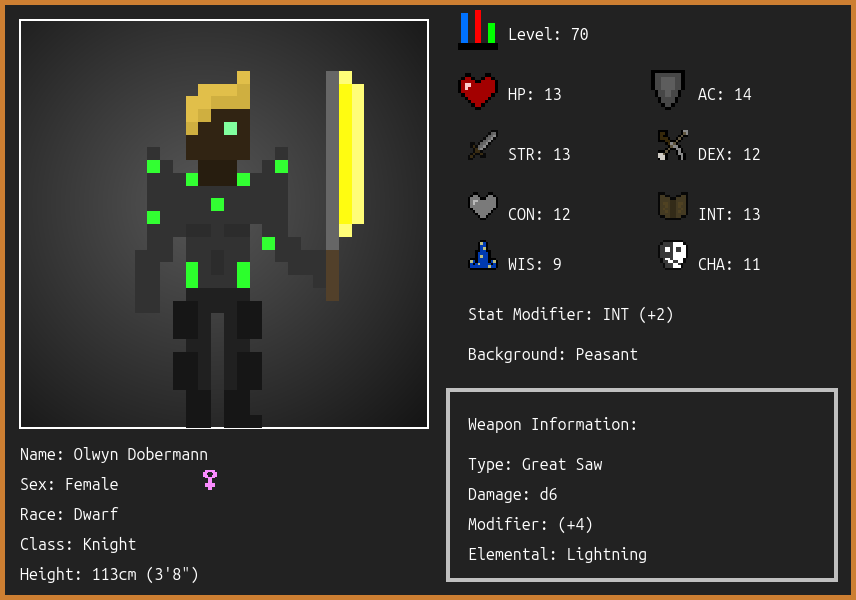 Level: 70
HP: 13
AC: 14
STR: 13
DEX: 12
CON: 12
INT: 13
WIS: 9
CHA: 11
Stat Modifier: INT (+2)
Background: Peasant
Weapon Information:
Type: Great Saw
Damage: d6
Modifier: (+4)
Elemental: Lightning
Name: Olwyn Dobermann
Sex: Female
Race: Dwarf
Class: Knight
Height: 113cm (3'8")